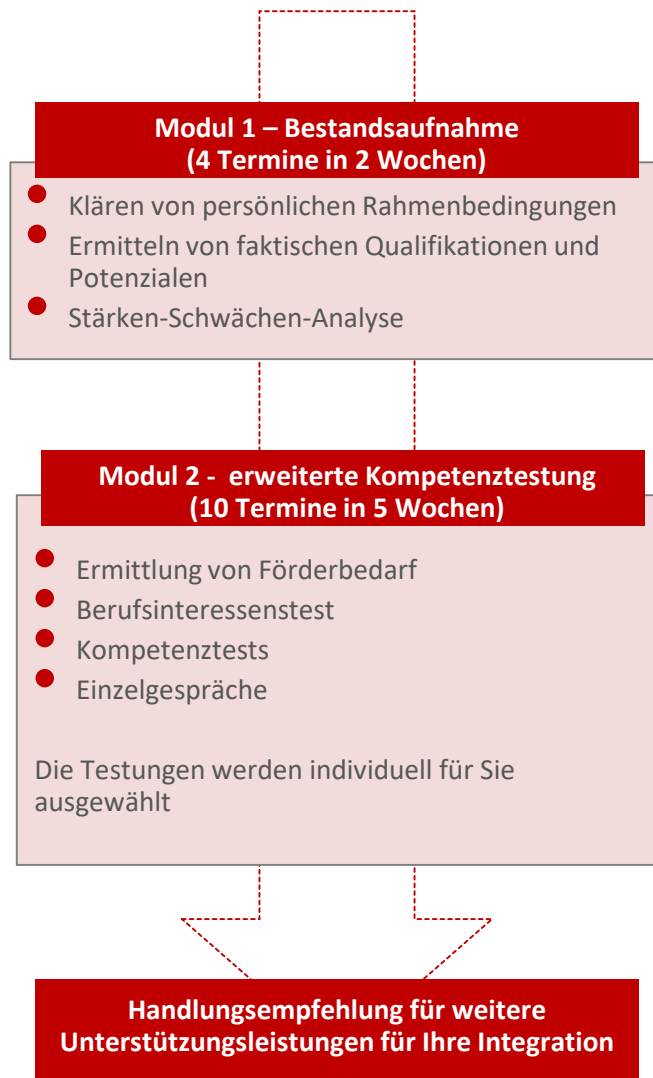 Modul 1 – Bestandsaufnahme
(4 Termine in 2 Wochen)
Klären von persönlichen Rahmenbedingungen
Ermitteln von faktischen Qualifikationen und
Potenzialen
Stärken-Schwächen-Analyse
Modul 2 - erweiterte Kompetenztestung
(10 Termine in 5 Wochen)
Ermittlung von Förderbedarf
Berufsinteressenstest
Kompetenztests
Einzelgespräche
Die Testungen werden individuell für Sie
ausgewählt
Handlungsempfehlung für weitere
Unterstützungsleistungen für Ihre Integration